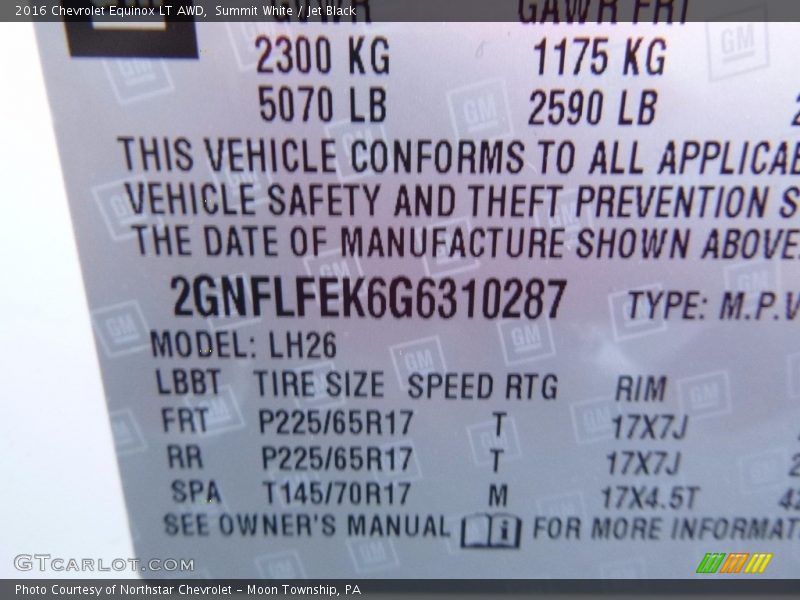 2016 Chevrolet Equinox LT AWD, Summit White / Jet Black
GVWR GAWR FRT
2300 KG 1175 KG
5070 LB 2590 LB
THIS VEHICLE CONFORMS TO ALL APPLICAB
VEHICLE SAFETY AND THEFT PREVENTION S
THE DATE OF MANUFACTURE SHOWN ABOVE.
2GNFLFEK6G6310287 TYPE: M.P.V
MODEL: LH26
LBBT TIRE SIZE SPEED RTG RIM
FRT P225/65R17 T 17X7J
RR P225/65R17 T 17X7J
SPA T145/70R17 M 17X4.5T 42
SEE OWNER'S MANUAL i FOR MORE INFORMAT
GTCarLot.com
Photo Courtesy of Northstar Chevrolet - Moon Township, PA